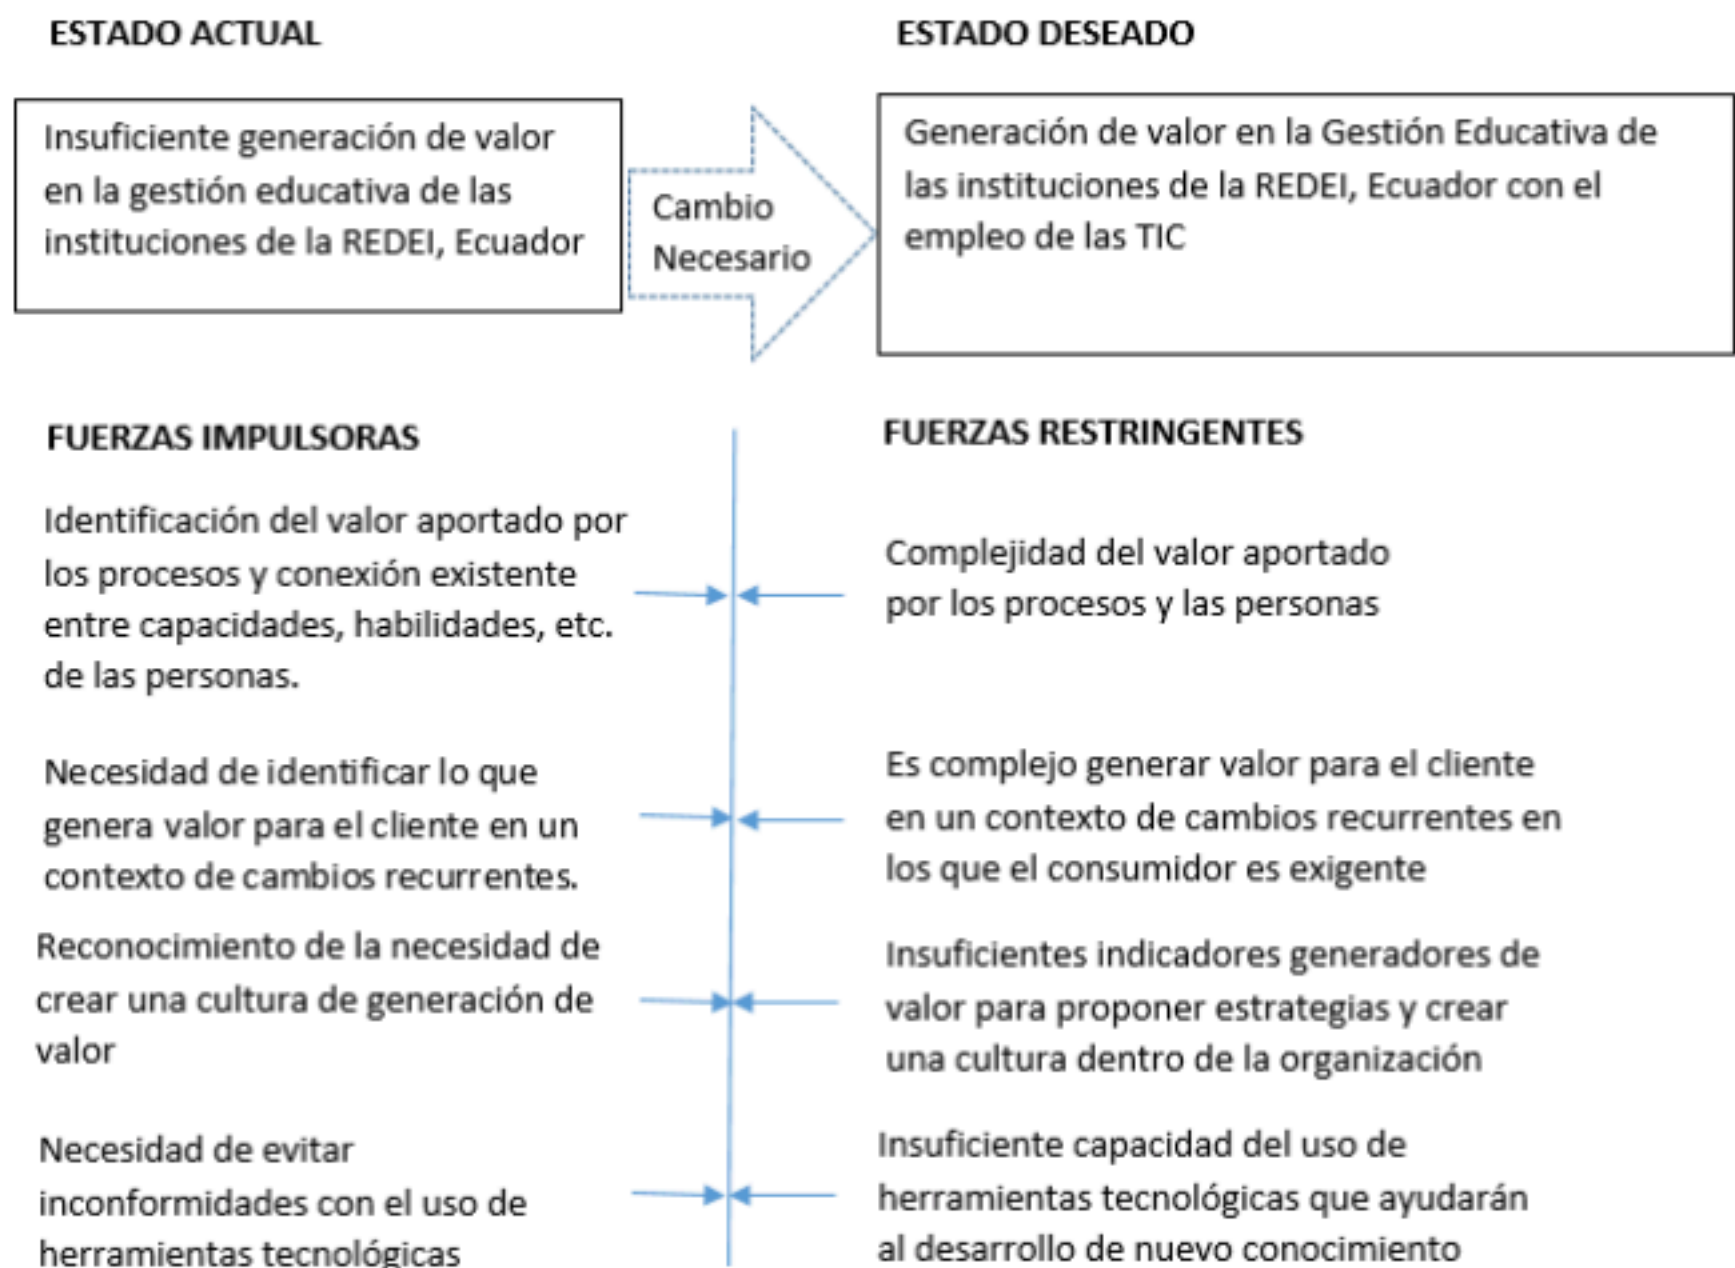 ESTADO ACTUAL
ESTADO DESEADO
Insuficiente generación de valor
en la gestión educativa de las
instituciones de la REDEI, Ecuador
Cambio
Necesario
Generación de valor en la Gestión Educativa de
las instituciones de la REDEI, Ecuador con el
empleo de las TIC
FUERZAS IMPULSORAS
FUERZAS RESTRINGENTES
Identificación del valor aportado por
los procesos y conexión existente
entre capacidades, habilidades, etc.
de las personas.
Complejidad del valor aportado
por los procesos y las personas
Necesidad de identificar lo que
genera valor para el cliente en un
contexto de cambios recurrentes.
Es complejo generar valor para el cliente
en un contexto de cambios recurrentes en
los que el consumidor es exigente
Reconocimiento de la necesidad de
crear una cultura de generación de
valor
Insuficientes indicadores generadores de
valor para proponer estrategias y crear
una cultura dentro de la organización
Necesidad de evitar
inconformidades con el uso de
herramientas tecnológicas
Insuficiente capacidad del uso de
herramientas tecnológicas que ayudarán
al desarrollo de nuevo conocimiento